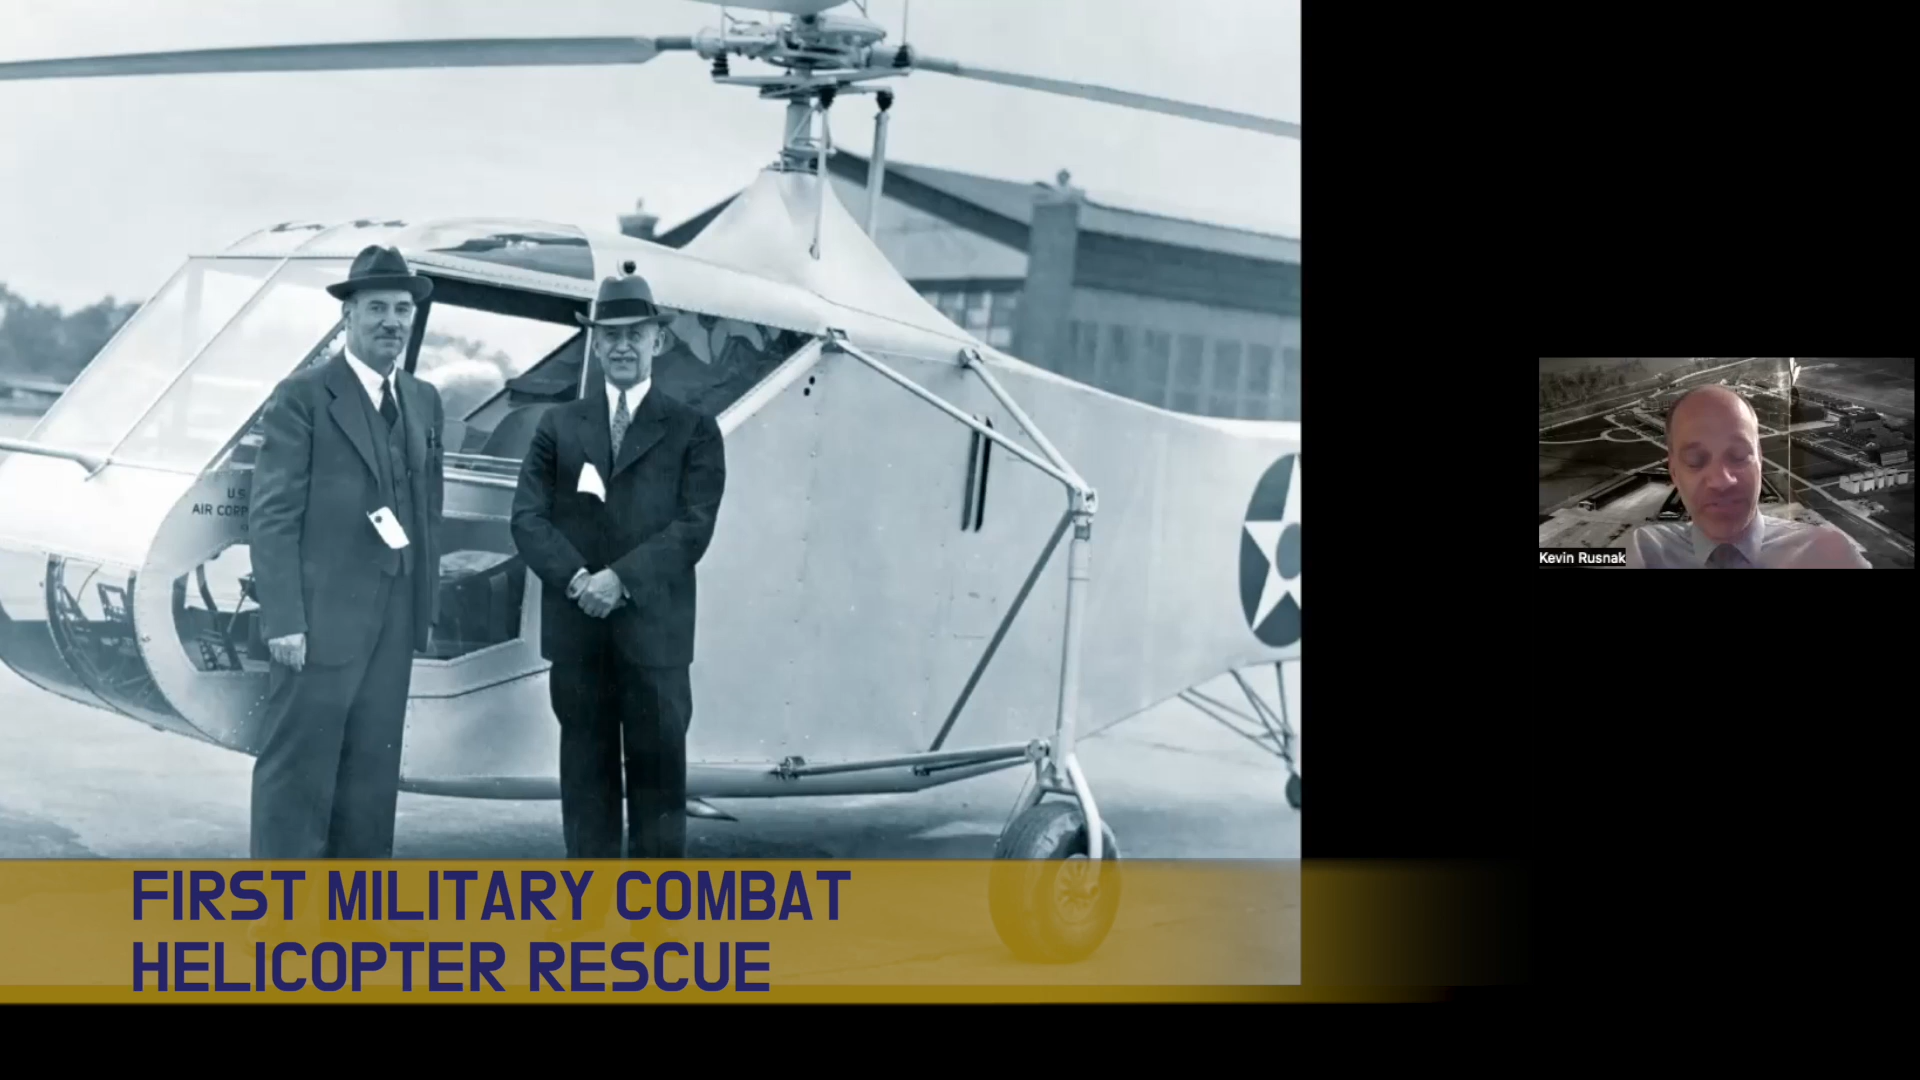 U.S.
AIR CORP
FIRST MILITARY COMBAT
HELICOPTER RESCUE
Kevin Rusnak